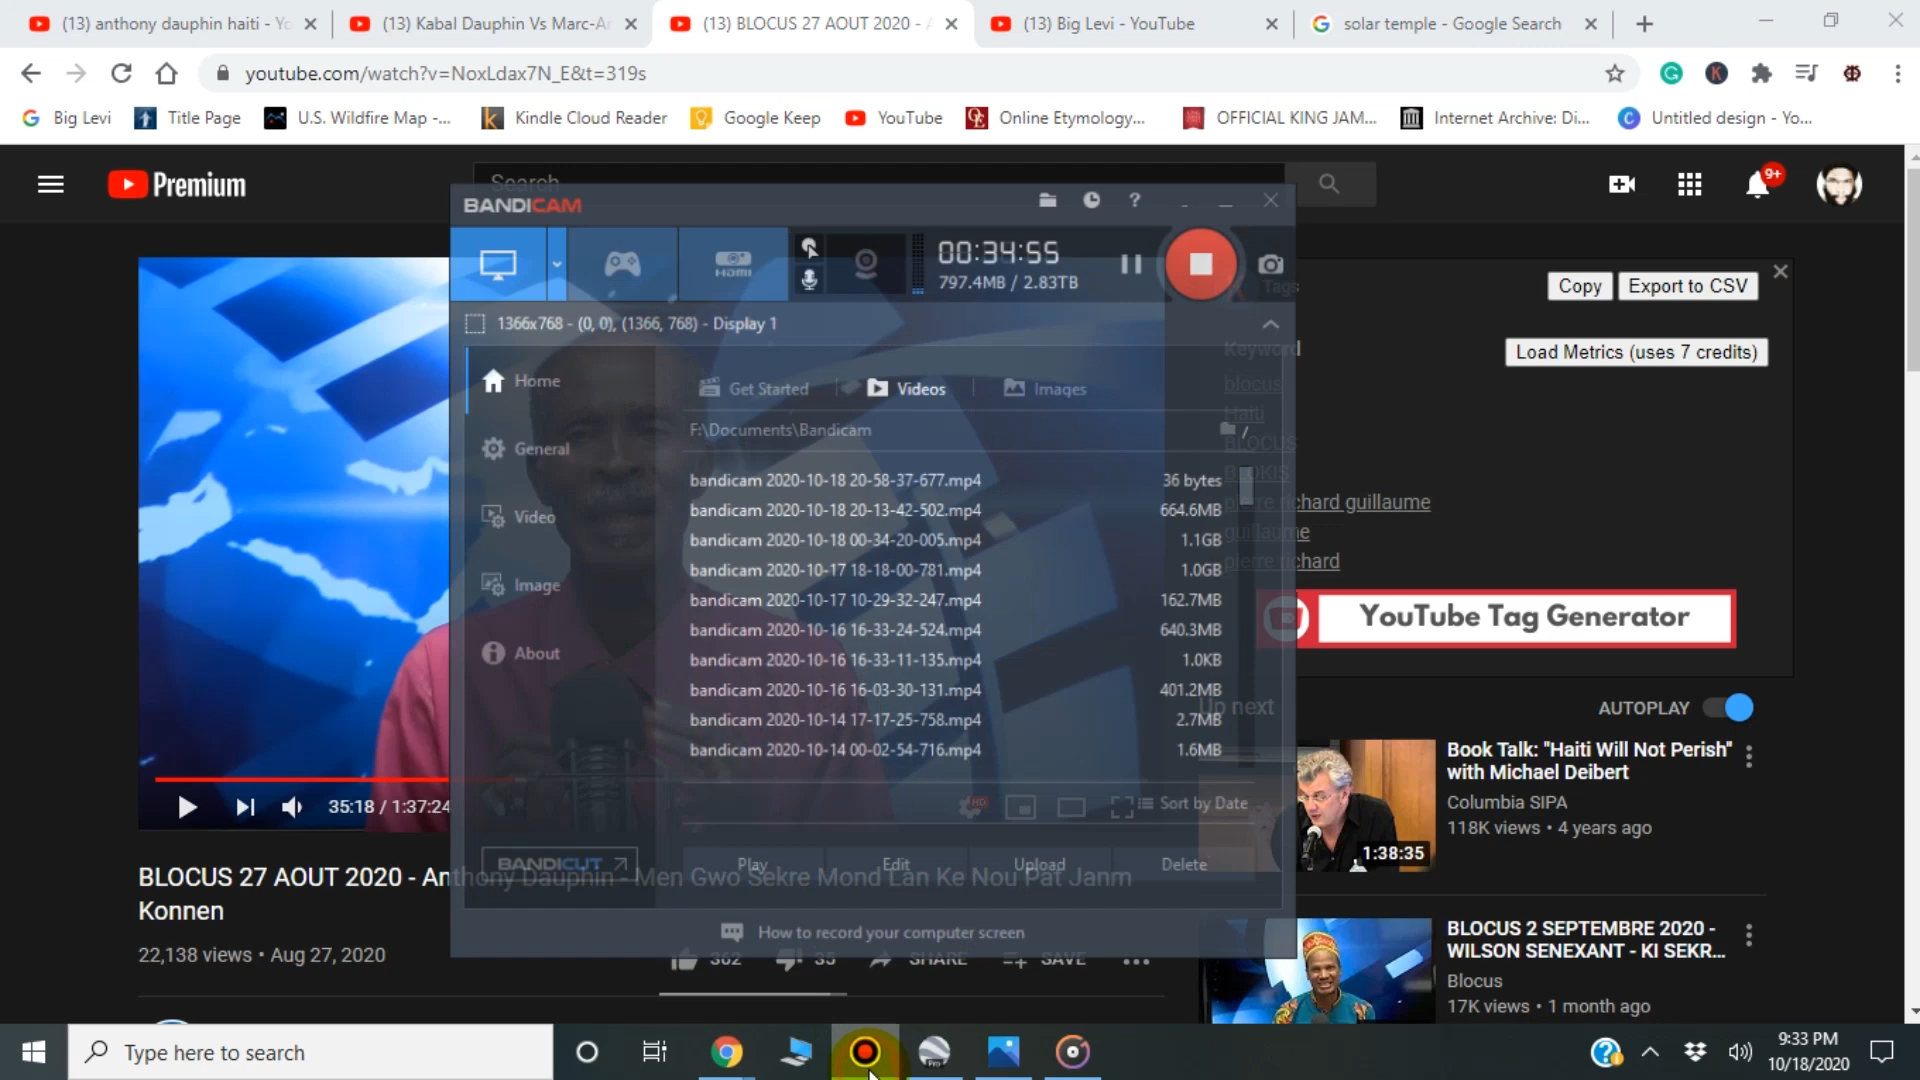 (13) anthony dauphin haiti - Yo
(13) Kabal Dauphin Vs Marc-Ar
(13) BLOCUS 27 AOUT 2020 - A
(13) Big Levi - YouTube
solar temple - Google Search
youtube.com/watch?v=NoxLdax7N_E&t=319s
Big Levi
Title Page
U.S. Wildfire Map -...
Kindle Cloud Reader
Google Keep
YouTube
Online Etymology...
OFFICIAL KING JAM...
Internet Archive: Di...
Untitled design - Yo...
Premium
Search
9+
BANDICAM
?
HDMI
00:34:55
797.4MB / 2.83TB
Tags
Copy
Export to CSV
1366x768 - (0, 0), (1366, 768) - Display 1
Load Metrics (uses 7 credits)
Keyword
Home
Get Started
Videos
Images
blocus
Haiti
F:\Documents\Bandicam
BLOCUS
General
BLOKIS
bandicam 2020-10-18 20-58-37-677.mp4 36 bytes
pierre richard guillaume
bandicam 2020-10-18 20-13-42-502.mp4 664.6MB
Video
guillaume
bandicam 2020-10-18 00-34-20-005.mp4 1.1GB
pierre richard
bandicam 2020-10-17 18-18-00-781.mp4 1.0GB
Image
bandicam 2020-10-17 10-29-32-247.mp4 162.7MB
YouTube Tag Generator
bandicam 2020-10-16 16-33-24-524.mp4 640.3MB
About
bandicam 2020-10-16 16-33-11-135.mp4 1.0KB
bandicam 2020-10-16 16-03-30-131.mp4 401.2MB
Up next
AUTOPLAY
bandicam 2020-10-14 17-17-25-758.mp4 2.7MB
bandicam 2020-10-14 00-02-54-716.mp4 1.6MB
Book Talk: "Haiti Will Not Perish"
with Michael Deibert
Columbia SIPA
118K views • 4 years ago
1:38:35
35:18 / 1:37:24
HD
Sort by Date
BANDICUT
Play
Edit
Upload
Delete
BLOCUS 27 AOUT 2020 - Anthony Dauphin - Men Gwo Sekre Mond Lan Ke Nou Pat Janm
Konnen
How to record your computer screen
22,138 views • Aug 27, 2020
362
35
SHARE
SAVE
BLOCUS 2 SEPTEMBRE 2020 -
WILSON SENEXANT - KI SEKR...
Blocus
17K views • 1 month ago
Type here to search
Pro
9:33 PM
10/18/2020